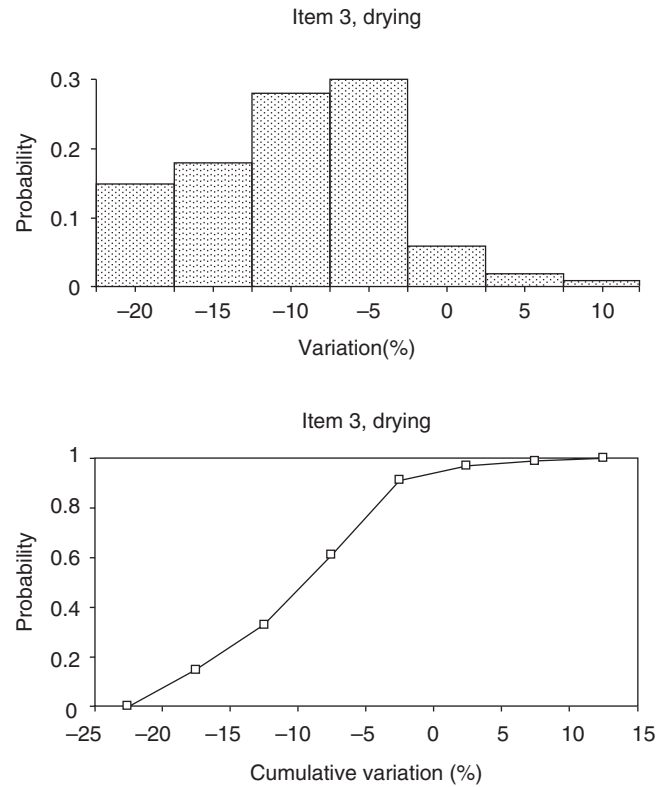 Item 3, drying
0.3
0.2
0.1
0
Probability
–20 –15 –10 –5 0 5 10
Variation(%)
Item 3, drying
1
0.8
0.6
0.4
0.2
0
Probability
–25 –20 –15 –10 –5 0 5 10 15
Cumulative variation (%)